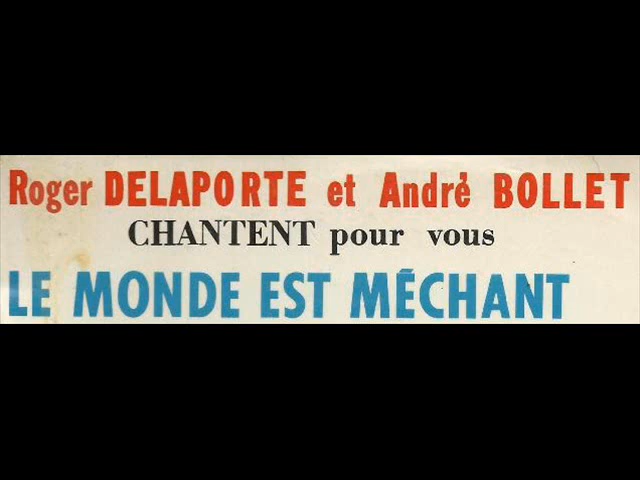 Roger DELAPORTE et André BOLLET
CHANTENT pour vous
LE MONDE EST MÉCHANT